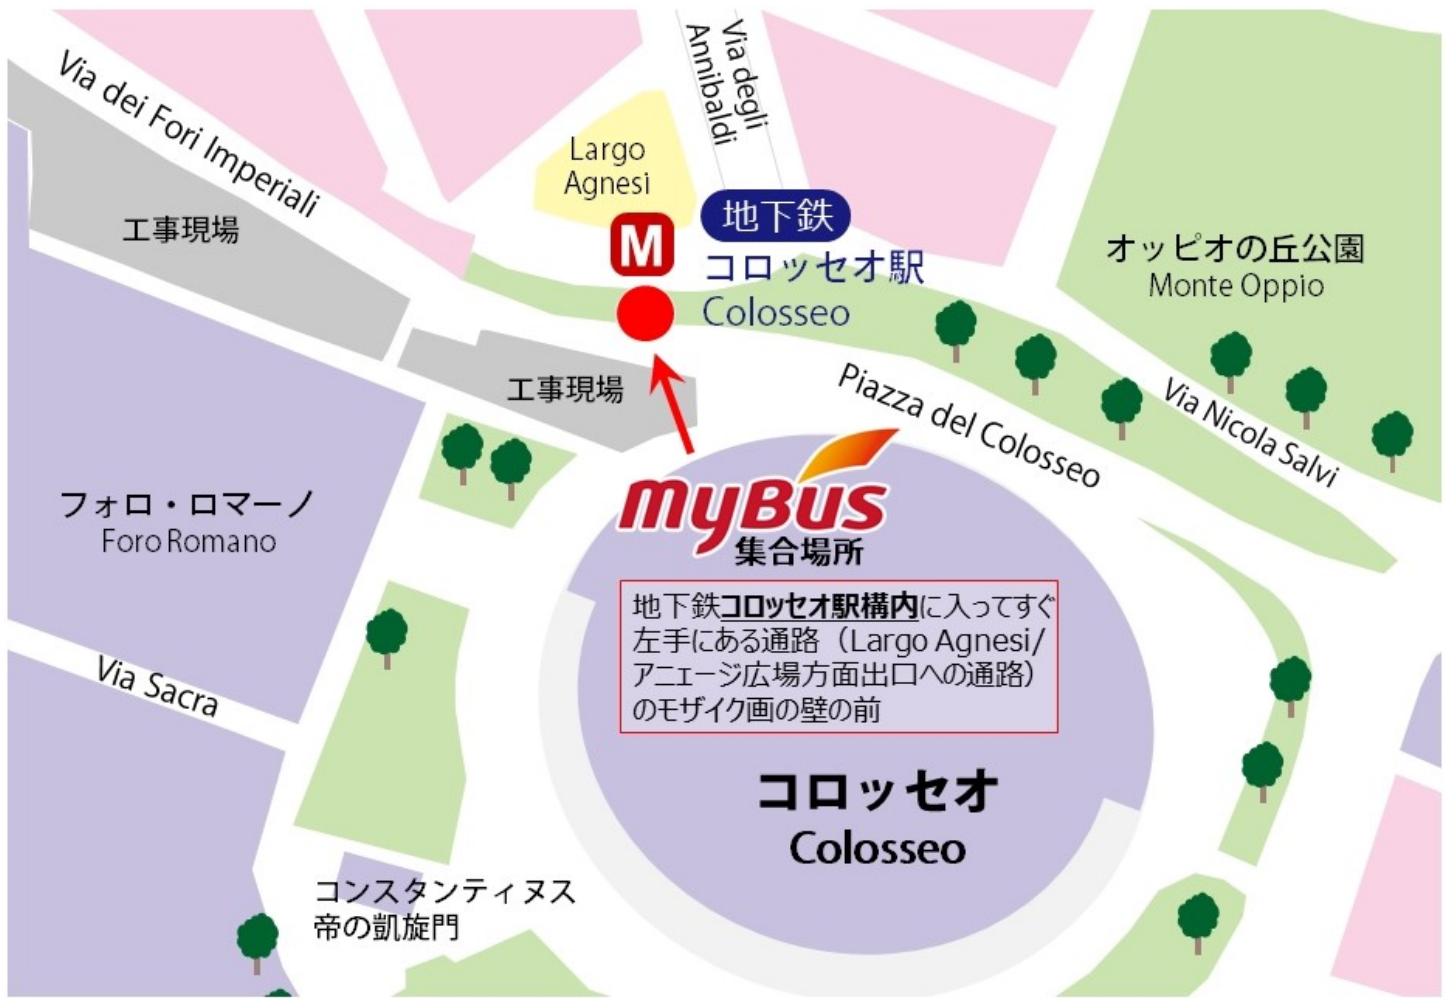 Via degli
Annibaldi
Via dei Fori Imperiali
Largo
Agnesi
工事現場
M
地下鉄
コロッセオ駅
Colosseo
オッピオの丘公園
Monte Oppio
工事現場
Piazza del Colosseo
Via Nicola Salvi
フォロ・ロマーノ
Foro Romano
myBus
集合場所
地下鉄コロッセオ駅構内に入ってすぐ
左手にある通路（Largo Agnesi/
アニェージ広場方面出口への通路）
のモザイク画の壁の前
Via Sacra
コロッセオ
Colosseo
コンスタンティヌス
帝の凱旋門